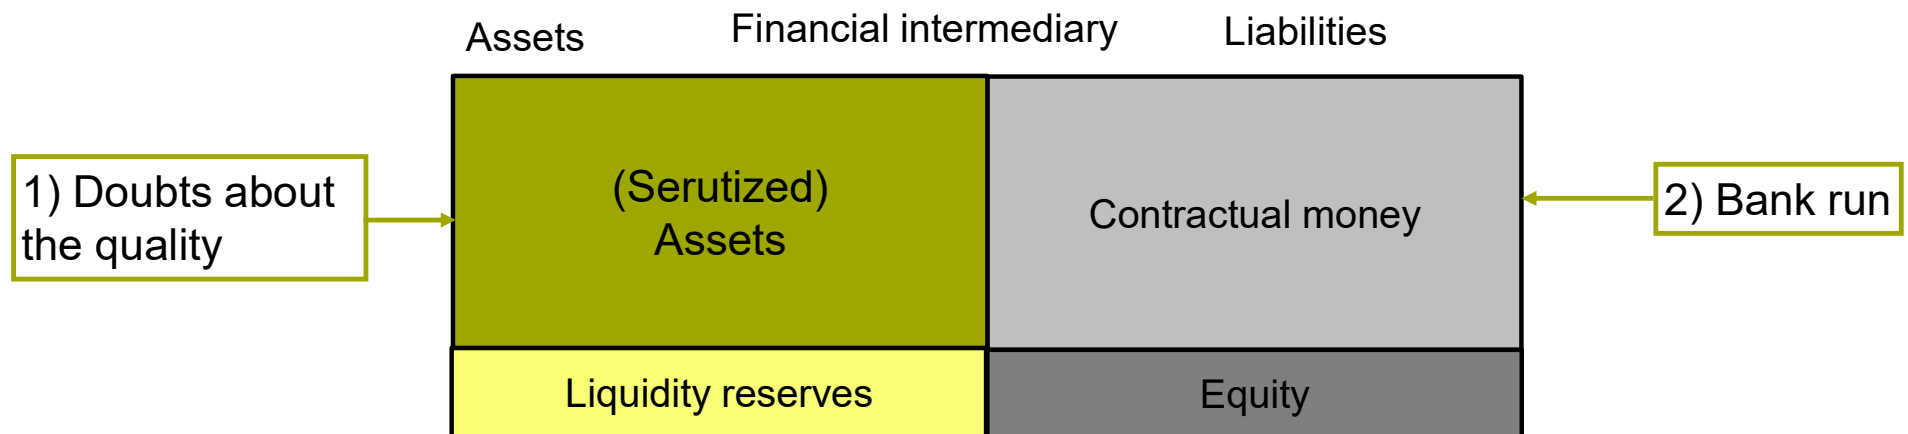 Assets
Financial intermediary
Liabilities
1) Doubts about
the quality
(Serutized)
Assets
Contractual money
2) Bank run
Liquidity reserves
Equity